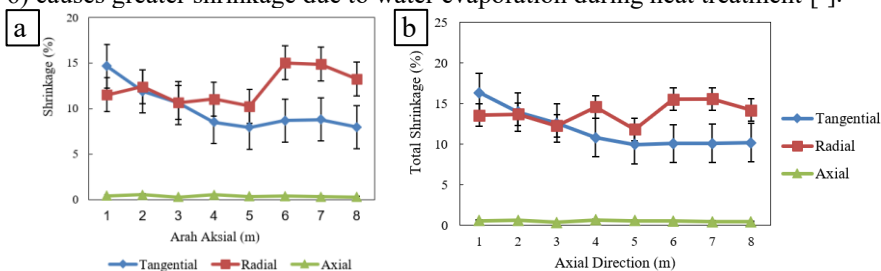 causes greater shrinkage due to water evaporation during heat treatment [ ].
a
20
15
10
5
0
Shrinkage (%)
1 2 3 4 5 6 7 8
Arah Aksial (m)
Tangential Radial Axial
b
25
20
15
10
5
0
Total Shrinkage (%)
1 2 3 4 5 6 7 8
Axial Direction (m)
Tangential
Radial
Axial